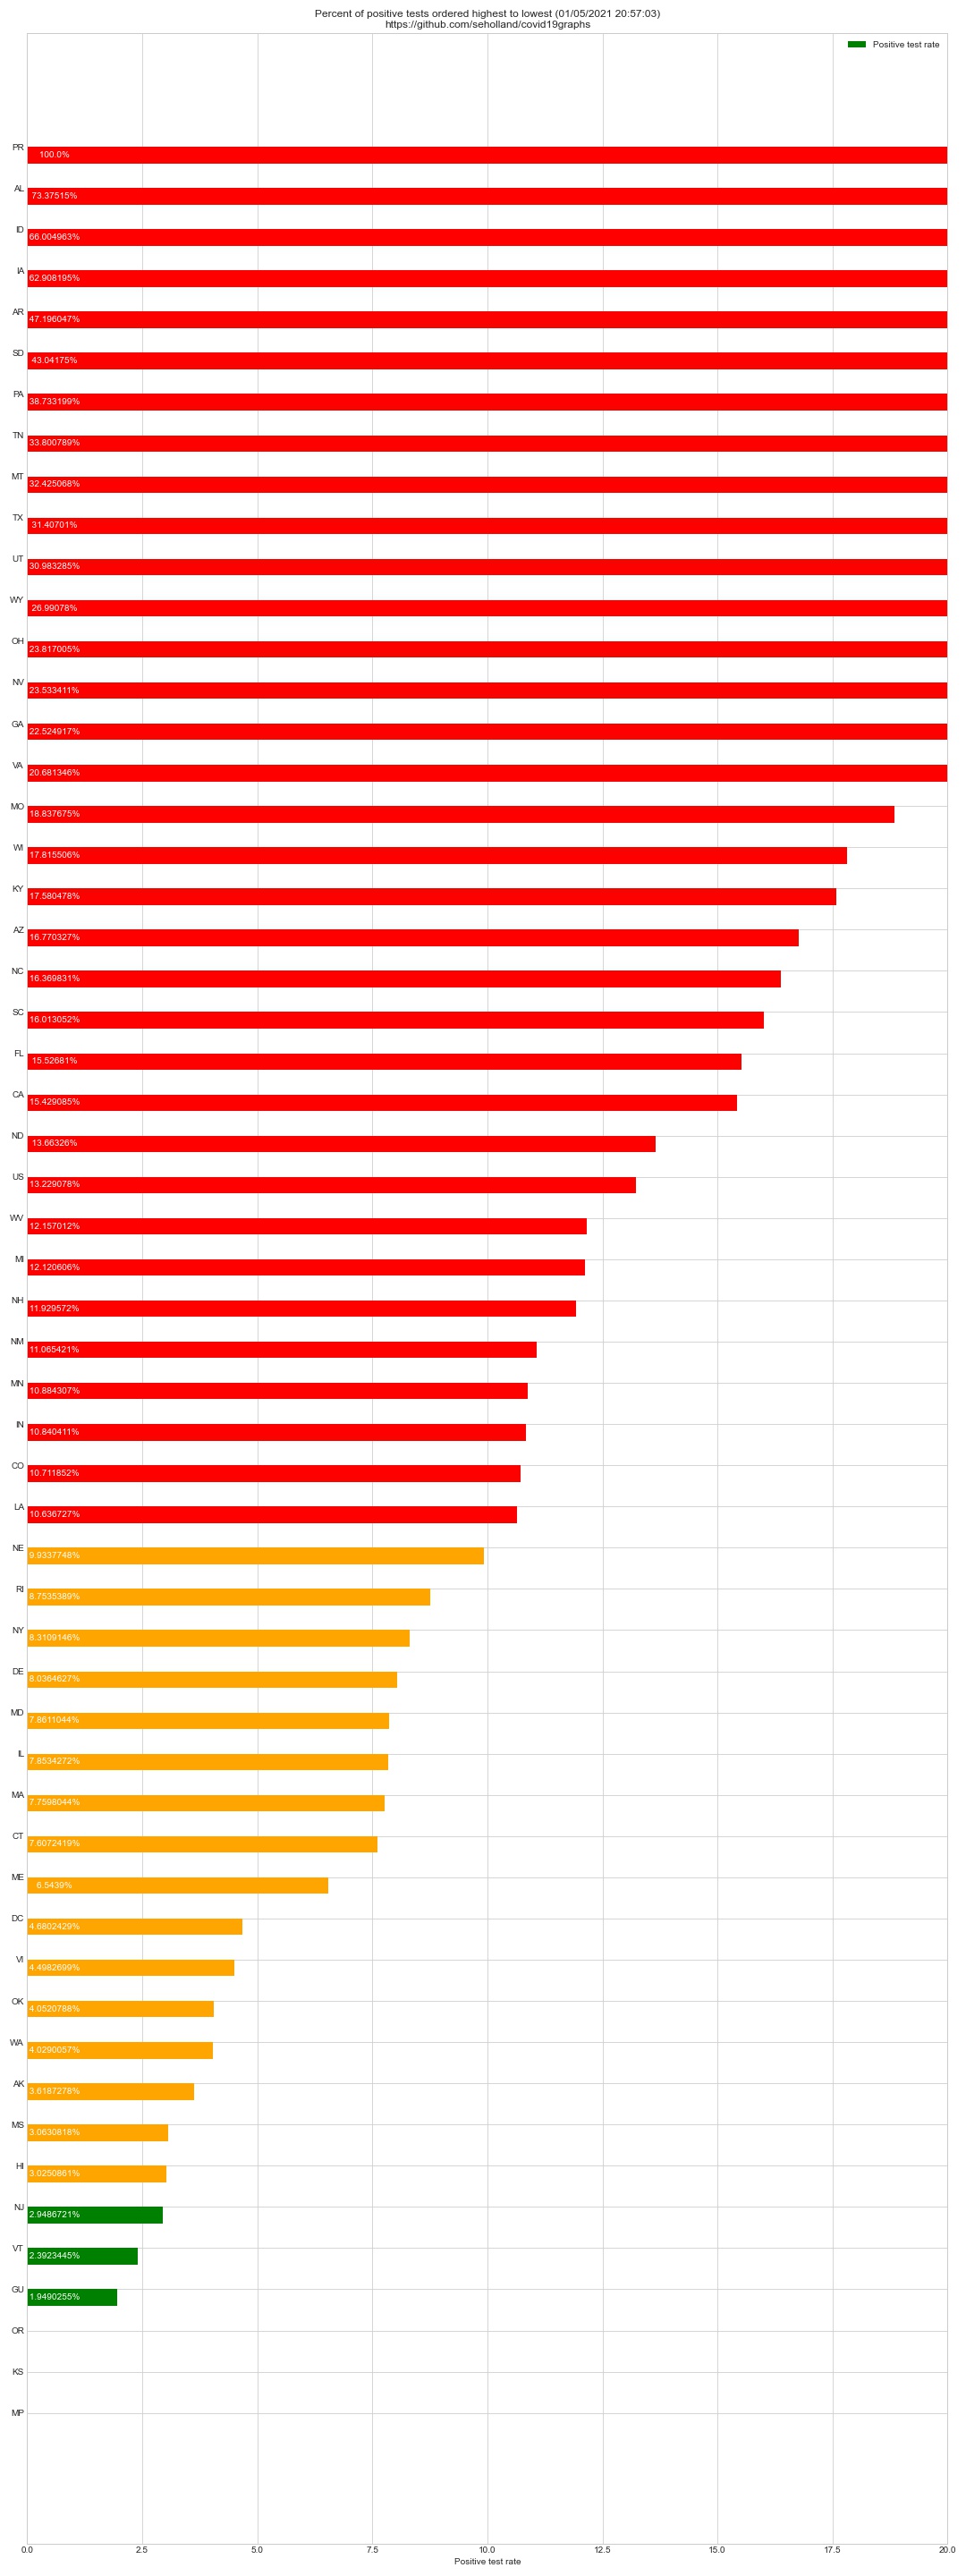 Percent of positive tests ordered highest to lowest (01/05/2021 20:57:03)
https://github.com/seholland/covid19graphs
Positive test rate
PR 100.0%
AL 73.37515%
ID 66.004963%
IA 62.908195%
AR 47.196047%
SD 43.04175%
PA 38.733199%
TN 33.800789%
MT 32.425068%
TX 31.40701%
UT 30.983285%
WY 26.99078%
OH 23.817005%
NV 23.533411%
GA 22.524917%
VA 20.681346%
MO 18.837675%
WI 17.815506%
KY 17.580478%
AZ 16.770327%
NC 16.369831%
SC 16.013052%
FL 15.52681%
CA 15.429085%
ND 13.66326%
US 13.229078%
WV 12.157012%
MI 12.120606%
NH 11.929572%
NM 11.065421%
MN 10.884307%
IN 10.840411%
CO 10.711852%
LA 10.636727%
NE 9.9337748%
RI 8.7535389%
NY 8.3109146%
DE 8.0364627%
MD 7.8611044%
IL 7.8534272%
MA 7.7598044%
CT 7.6072419%
ME 6.5439%
DC 4.6802429%
VI 4.4982699%
OK 4.0520788%
WA 4.0290057%
AK 3.6187278%
MS 3.0630818%
HI 3.0250861%
NJ 2.9486721%
VT 2.3923445%
GU 1.9490255%
OR
KS
MP
0.0 2.5 5.0 7.5 10.0 12.5 15.0 17.5 20.0
Positive test rate